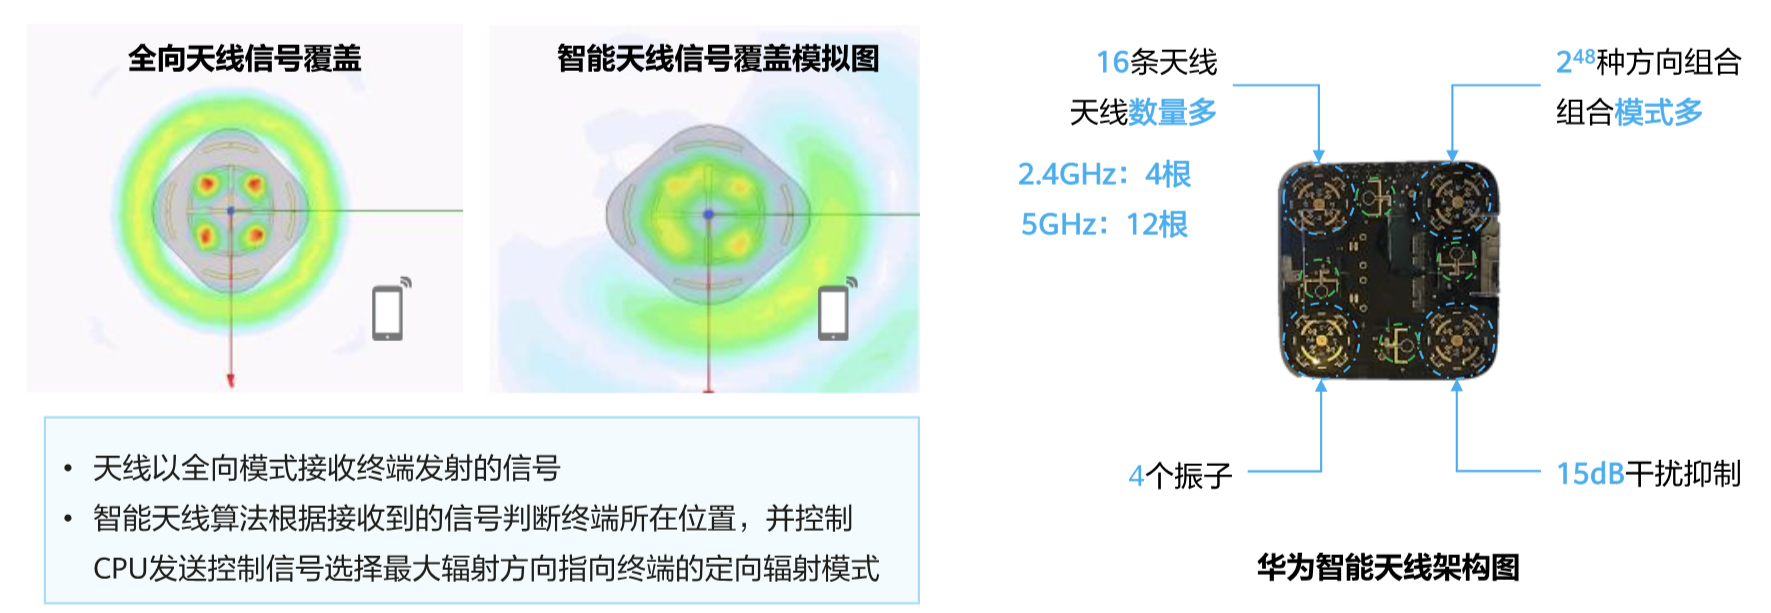 全向天线信号覆盖
智能天线信号覆盖模拟图
• 天线以全向模式接收终端发射的信号
• 智能天线算法根据接收到的信号判断终端所在位置，并控制
CPU发送控制信号选择最大辐射方向指向终端的定向辐射模式
16条天线
天线数量多
2.4GHz：4根
5GHz：12根
2⁴⁸种方向组合
组合模式多
4个振子
15dB干扰抑制
华为智能天线架构图